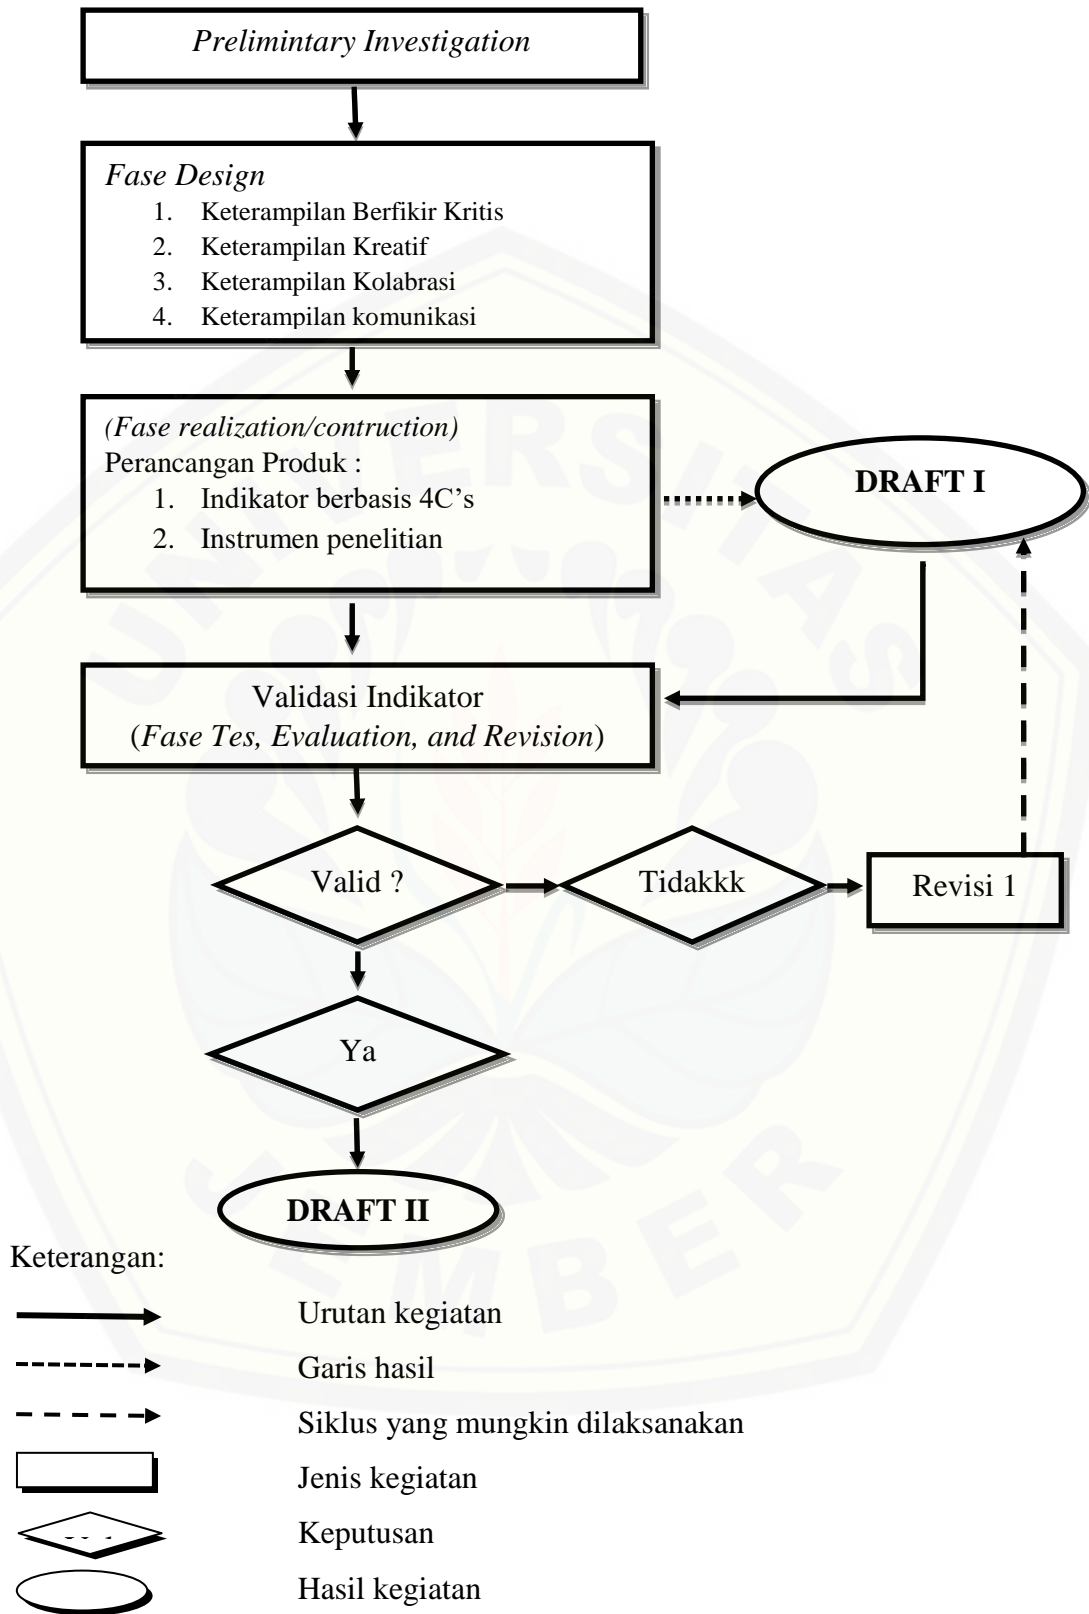 Prelimintary Investigation
Fase Design
1. Keterampilan Berfikir Kritis
2. Keterampilan Kreatif
3. Keterampilan Kolabrasi
4. Keterampilan komunikasi
(Fase realization/contruction)
Perancangan Produk :
1. Indikator berbasis 4C’s
2. Instrumen penelitian
DRAFT I
Validasi Indikator
(Fase Tes, Evaluation, and Revision)
Valid ?
Tidakkk
Revisi 1
Ya
DRAFT II
Keterangan:
Urutan kegiatan
Garis hasil
Siklus yang mungkin dilaksanakan
Jenis kegiatan
Keputusan
Hasil kegiatan
UNIVERSITAS
JEMBER